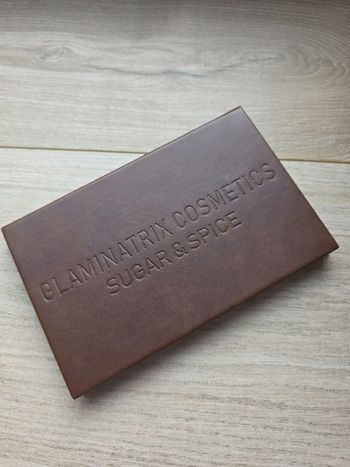 GLAMINATRIX COSMETICS
SUGAR & SPICE